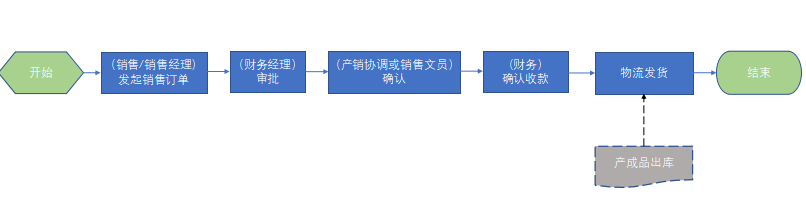 开始
（销售/销售经理）
发起销售订单
（财务经理）
审批
（产销协调或销售文员）
确认
（财务）
确认收款
物流发货
结束
产成品出库